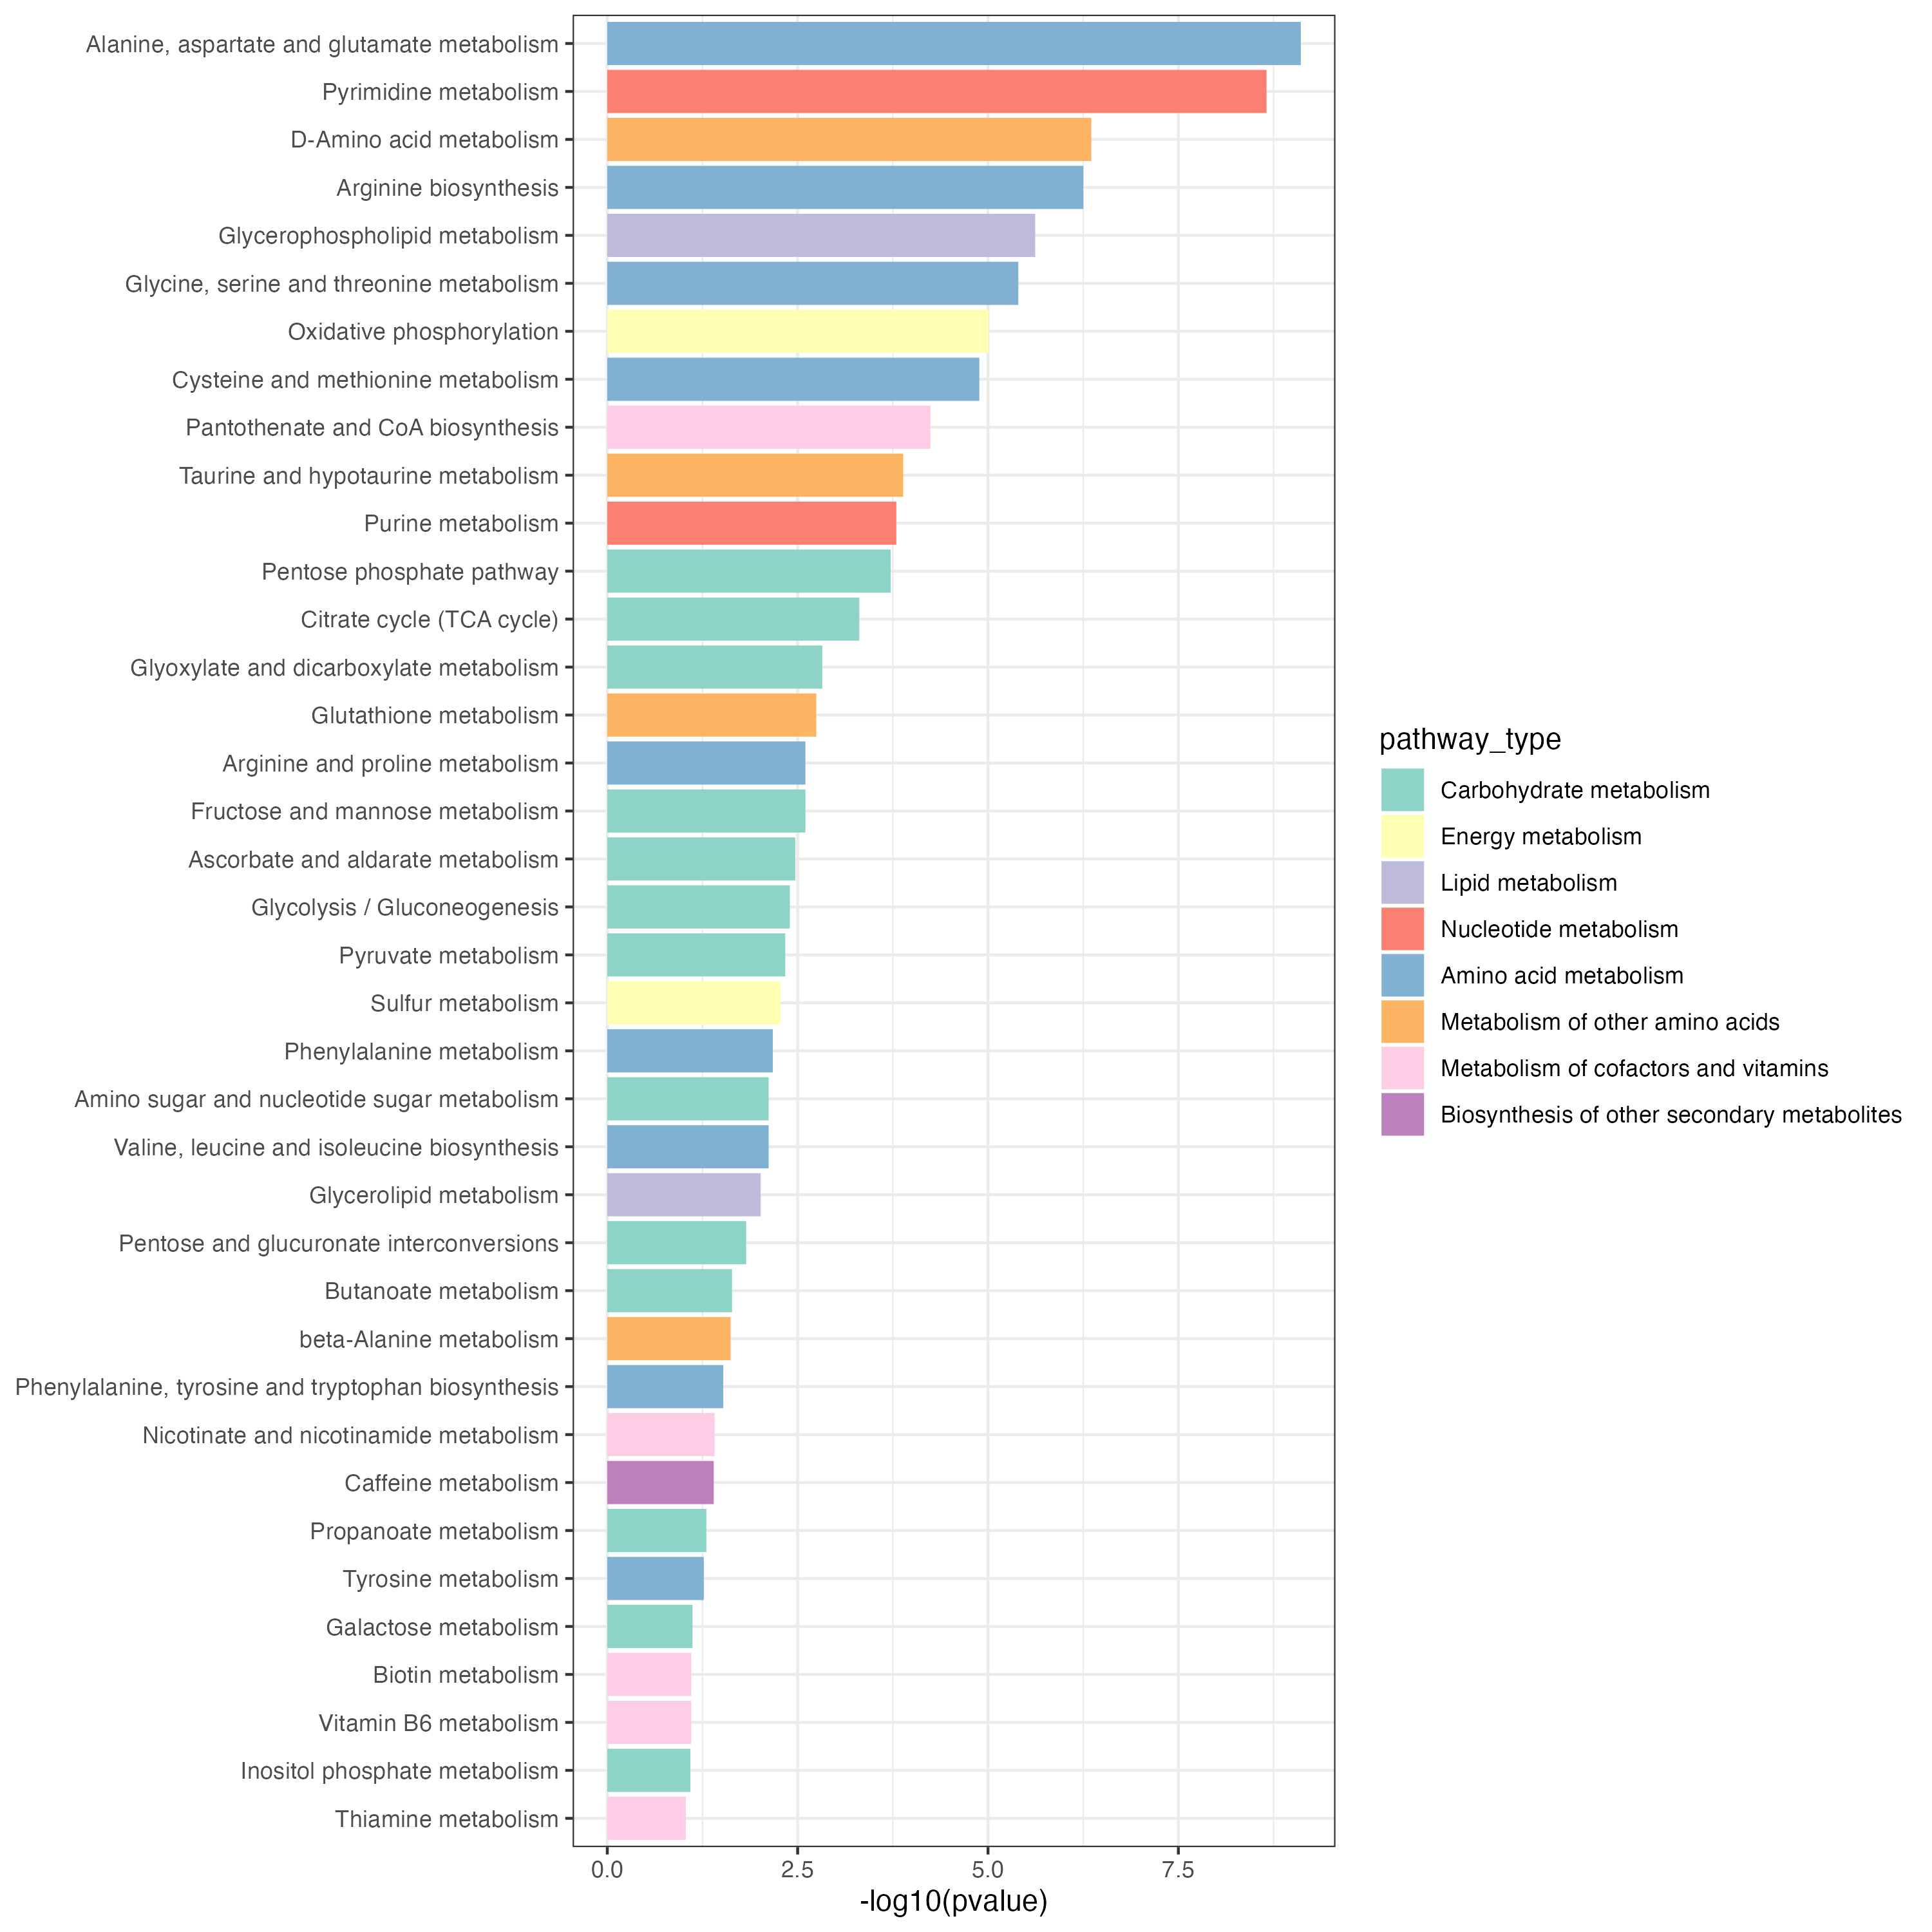 Alanine, aspartate and glutamate metabolism
Pyrimidine metabolism
D-Amino acid metabolism
Arginine biosynthesis
Glycerophospholipid metabolism
Glycine, serine and threonine metabolism
Oxidative phosphorylation
Cysteine and methionine metabolism
Pantothenate and CoA biosynthesis
Taurine and hypotaurine metabolism
Purine metabolism
Pentose phosphate pathway
Citrate cycle (TCA cycle)
Glyoxylate and dicarboxylate metabolism
Glutathione metabolism
Arginine and proline metabolism
Fructose and mannose metabolism
Ascorbate and aldarate metabolism
Glycolysis / Gluconeogenesis
Pyruvate metabolism
Sulfur metabolism
Phenylalanine metabolism
Amino sugar and nucleotide sugar metabolism
Valine, leucine and isoleucine biosynthesis
Glycerolipid metabolism
Pentose and glucuronate interconversions
Butanoate metabolism
beta-Alanine metabolism
Phenylalanine, tyrosine and tryptophan biosynthesis
Nicotinate and nicotinamide metabolism
Caffeine metabolism
Propanoate metabolism
Tyrosine metabolism
Galactose metabolism
Biotin metabolism
Vitamin B6 metabolism
Inositol phosphate metabolism
Thiamine metabolism
0.0 2.5 5.0 7.5
-log10(pvalue)
pathway_type
Carbohydrate metabolism
Energy metabolism
Lipid metabolism
Nucleotide metabolism
Amino acid metabolism
Metabolism of other amino acids
Metabolism of cofactors and vitamins
Biosynthesis of other secondary metabolites